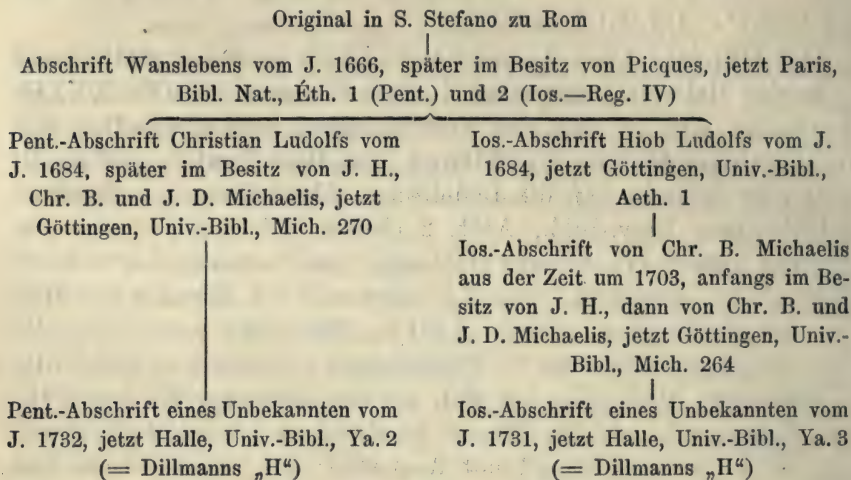 Original in S. Stefano zu Rom
Abschrift Wanslebens vom J. 1666, später im Besitz von Picques, jetzt Paris,
Bibl. Nat., Éth. 1 (Pent.) und 2 (Ios.—Reg. IV)
Pent.-Abschrift Christian Ludolfs vom
J. 1684, später im Besitz von J. H.,
Chr. B. und J. D. Michaelis, jetzt
Göttingen, Univ.-Bibl., Mich. 270
Ios.-Abschrift Hiob Ludolfs vom J.
1684, jetzt Göttingen, Univ.-Bibl.,
Aeth. 1
Ios.-Abschrift von Chr. B. Michaelis
aus der Zeit um 1703, anfangs im Be-
sitz von J. H., dann von Chr. B. und
J. D. Michaelis, jetzt Göttingen, Univ.-
Bibl., Mich. 264
Pent.-Abschrift eines Unbekannten vom
J. 1732, jetzt Halle, Univ.-Bibl., Ya. 2
(= Dillmanns „H“)
Ios.-Abschrift eines Unbekannten vom
J. 1731, jetzt Halle, Univ.-Bibl., Ya. 3
(= Dillmanns „H“)